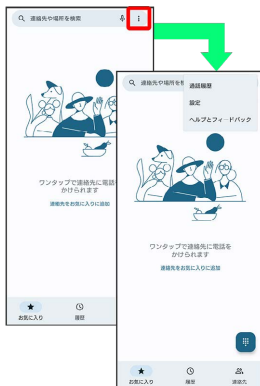 連絡先や場所を検索
ワンタップで連絡先に電話
かけられます
連絡先をお気に入りに追加
お気に入り
履歴
連絡先や場所を検
通話履歴
設定
ヘルプとフィードバック
ワンタップで連絡先に電話を
かけられます
連絡先をお気に入りに追加
お気に入り
履歴
連絡先